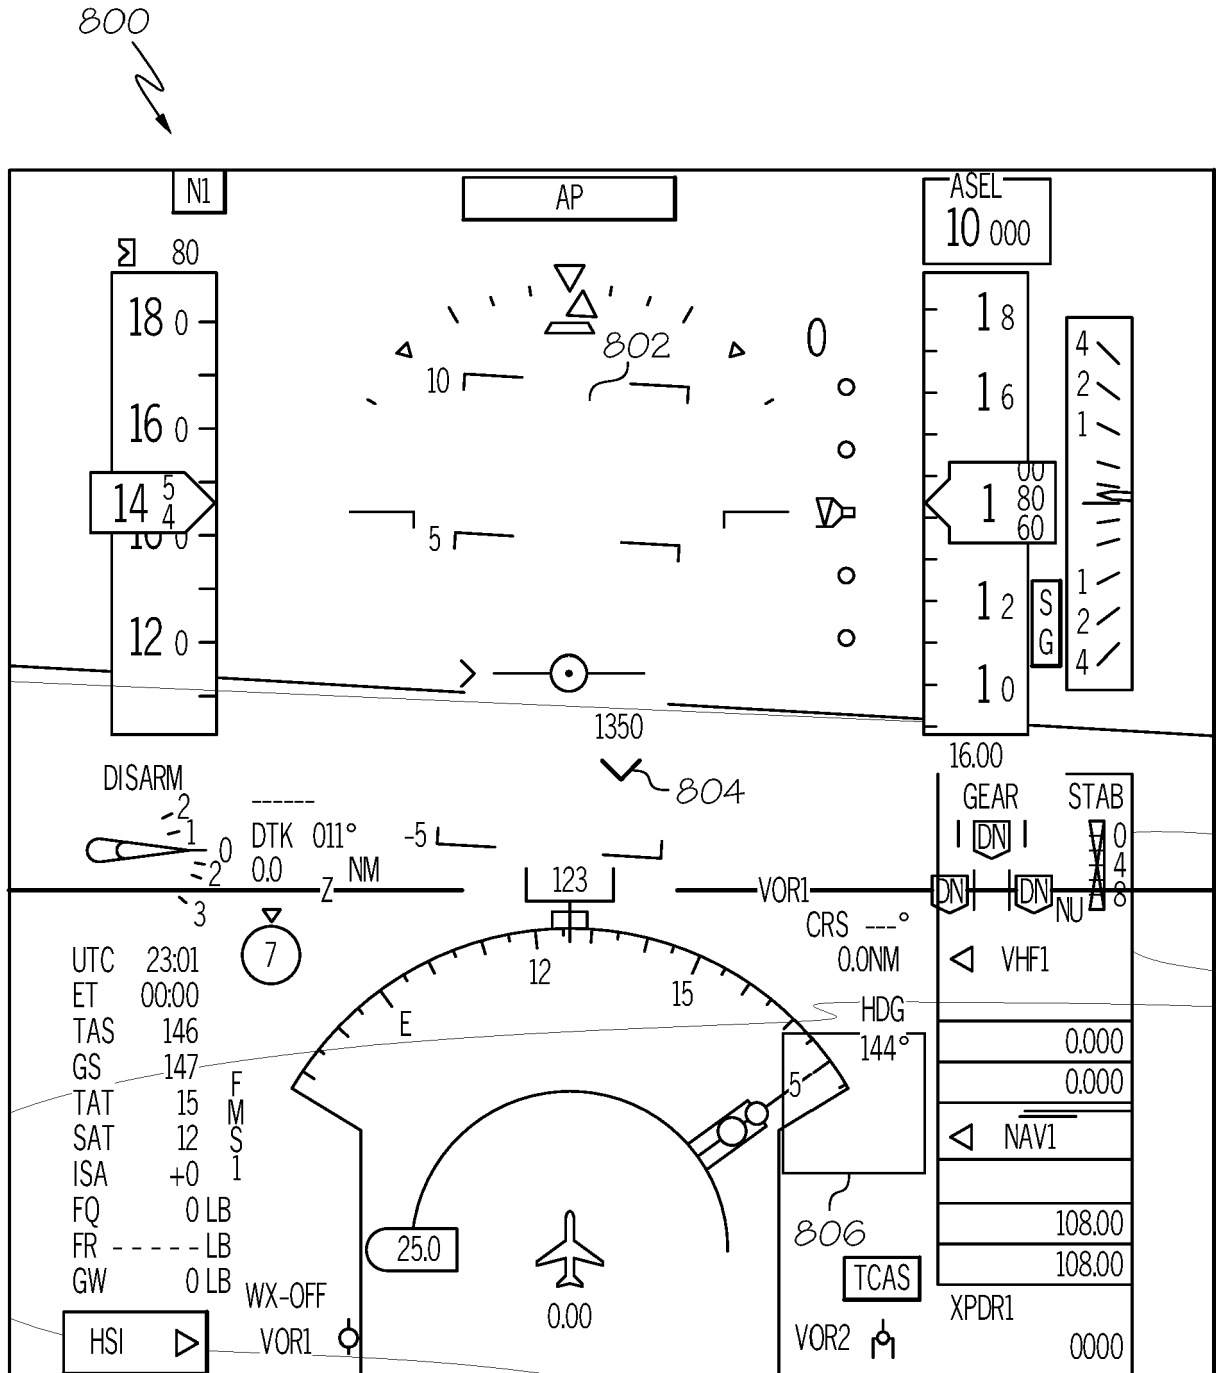 800
N1
AP
ASEL
10 000
80
18 0
16 0
14 5 4
10 0
12 0
802
10
5
0
1 8
1 6
1 00 80 60
1 2
1 0
4
2
1
1
2
4
S
G
1350
16.00
804
DISARM
2
1
0
2
3
------
DTK 011°
0.0 NM
-5
Z
123
VOR1
GEAR
STAB
DN
DN
DN
0
4
8
NU
CRS ---°
0.0NM
HDG
144°
VHF1
7
12
15
E
5
UTC 23:01
ET 00:00
TAS 146
GS 147
TAT 15
SAT 12
ISA +0
FQ 0 LB
FR -----LB
GW 0 LB
F
M
S
1
0.000
0.000
NAV1
108.00
108.00
806
25.0
TCAS
WX-OFF
0.00
XPDR1
HSI
VOR1
VOR2
0000